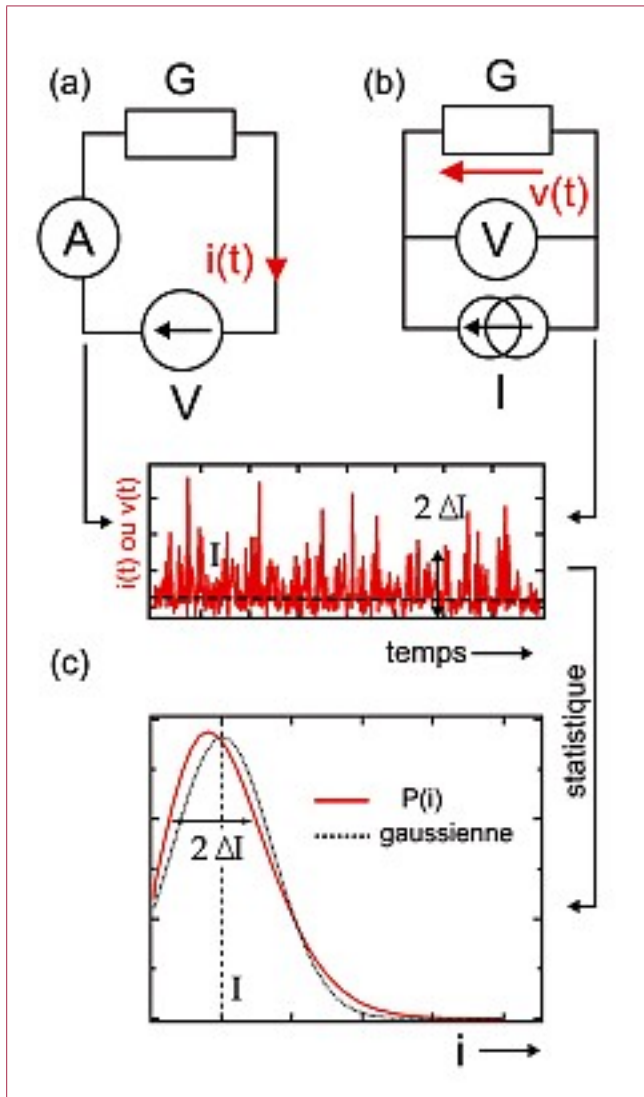 (a)
G
A
i(t)
V
(b)
G
v(t)
V
I
i(t) ou v(t)
I
2 ΔI
temps
statistique
(c)
P(i)
gaussienne
2 ΔI
I
i